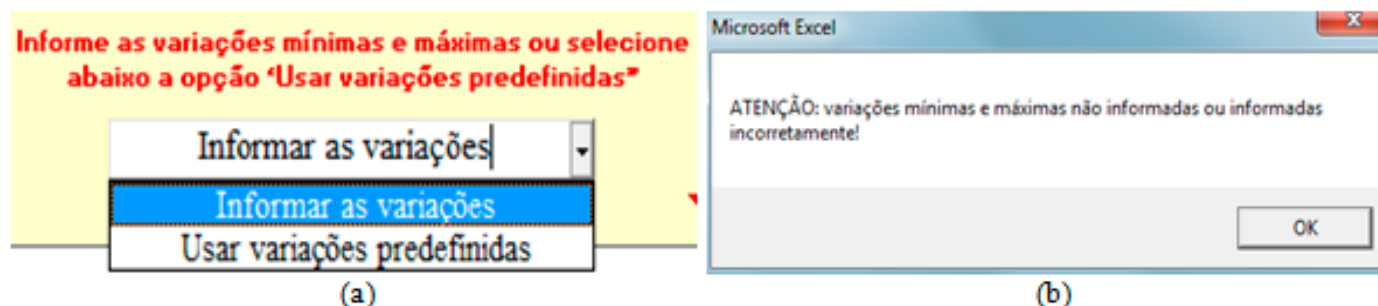 Informe as variações mínimas e máximas ou selecione
abaixo a opção ‘Usar variações predefinidas”
Informar as variações
Informar as variações
Usar variações predefinidas
(a)
Microsoft Excel
x
ATENÇÃO: variações mínimas e máximas não informadas ou informadas
incorretamente!
OK
(b)